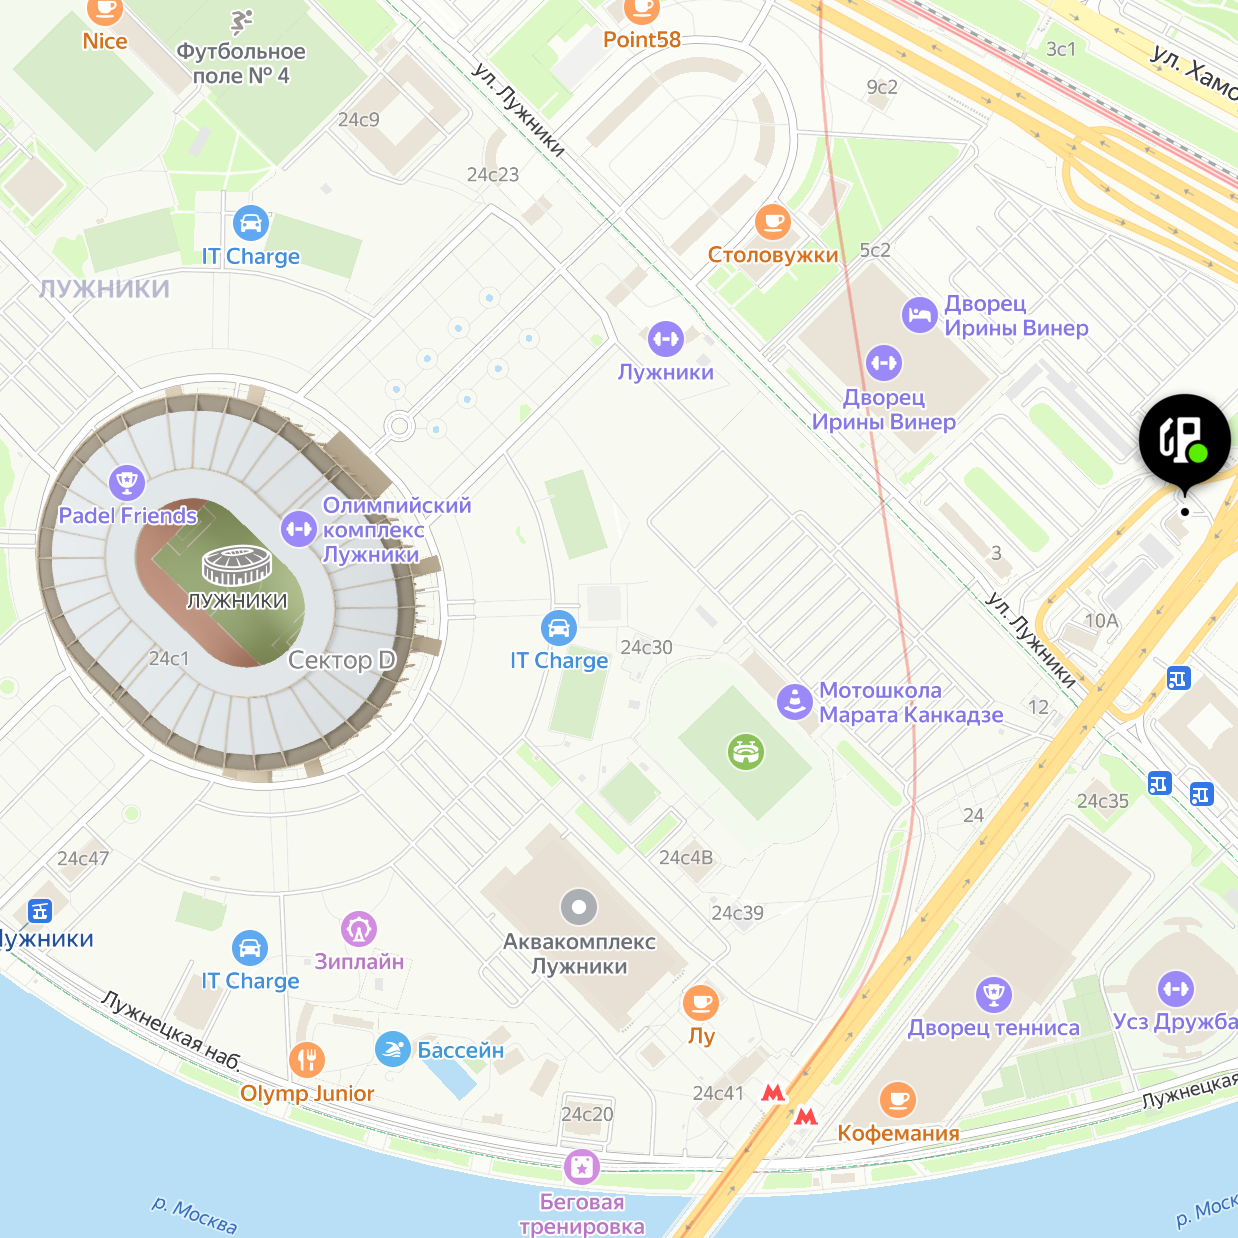 Nice
Футбольное
поле № 4
Point58
3с1
ул. Хамо
ул. Лужники
9с2
24с9
24с23
IT Charge
Столовужки
5с2
ЛУЖНИКИ
Дворец
Ирины Винер
Лужники
Дворец
Ирины Винер
Padel Friends
Олимпийский
комплекс
Лужники
ЛУЖНИКИ
3
ул. Лужники
10А
24с1
Сектор D
IT Charge
24с30
Мотошкола
Марата Канкадзе
12
24с35
24
24с47
24с4В
24с39
Лужники
Аквакомплекс
Лужники
Зиплайн
IT Charge
Лужнецкая наб.
Лу
Дворец тенниса
Усз Дружба
Бассейн
Olymp Junior
24с41
24с20
Лужнецкая
Кофемания
Беговая
тренировка
р. Москва
р. Моск